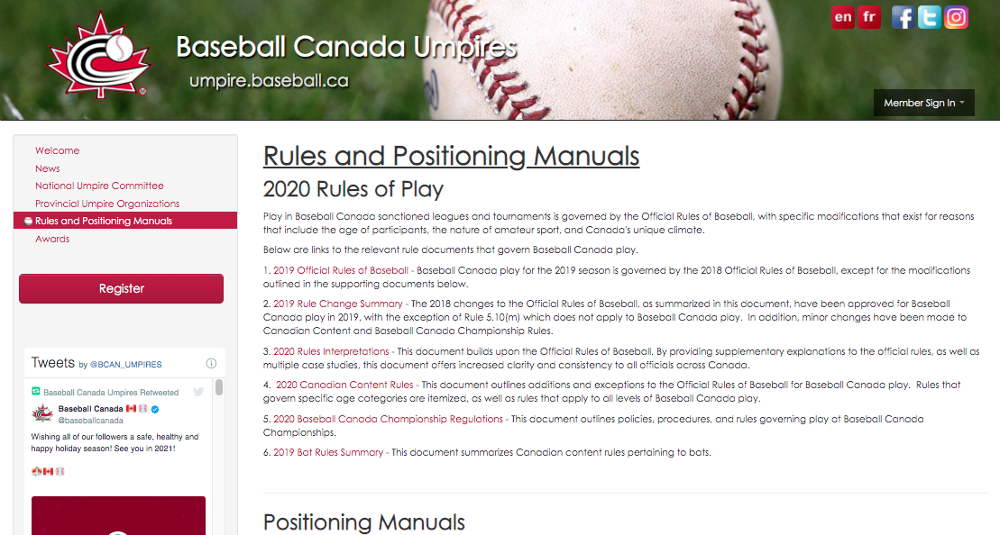 en fr
Baseball Canada Umpires
umpire.baseball.ca
Member Sign In
Welcome
News
National Umpire Committee
Provincial Umpire Organizations
Rules and Positioning Manuals
Awards
Register
Tweets by @BCAN_UMPIRES
Baseball Canada Umpires Retweeted
Baseball Canada
@baseballcanada
Wishing all of our followers a safe, healthy and
happy holiday season! See you in 2021!
Rules and Positioning Manuals
2020 Rules of Play
Play in Baseball Canada sanctioned leagues and tournaments is governed by the Official Rules of Baseball, with specific modifications that exist for reasons
that include the age of participants, the nature of amateur sport, and Canada's unique climate.
Below are links to the relevant rule documents that govern Baseball Canada play.
1. 2019 Official Rules of Baseball - Baseball Canada play for the 2019 season is governed by the 2018 Official Rules of Baseball, except for the modifications
outlined in the supporting documents below.
2. 2019 Rule Change Summary - The 2018 changes to the Official Rules of Baseball, as summarized in this document, have been approved for Baseball
Canada play in 2019, with the exception of Rule 5.10(m) which does not apply to Baseball Canada play. In addition, minor changes have been made to
Canadian Content and Baseball Canada Championship Rules.
3. 2020 Rules Interpretations - This document builds upon the Official Rules of Baseball. By providing supplementary explanations to the official rules, as well as
multiple case studies, this document offers increased clarity and consistency to all officials across Canada.
4. 2020 Canadian Content Rules - This document outlines additions and exceptions to the Official Rules of Baseball for Baseball Canada play. Rules that
govern specific age categories are itemized, as well as rules that apply to all levels of Baseball Canada play.
5. 2020 Baseball Canada Championship Regulations - This document outlines policies, procedures, and rules governing play at Baseball Canada
Championships.
6. 2019 Bat Rules Summary - This document summarizes Canadian content rules pertaining to bats.
Positioning Manuals